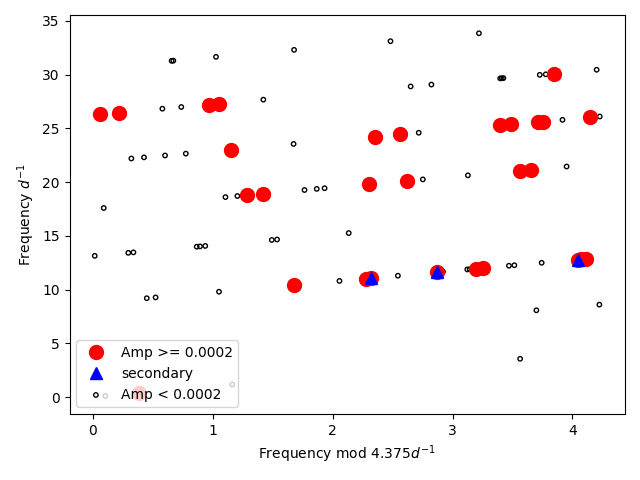 35
30
25
20
15
10
5
0
Frequency $d^{-1}$
Amp >= 0.0002
secondary
Amp < 0.0002
0 1 2 3 4
Frequency mod 4.375$d^{-1}$